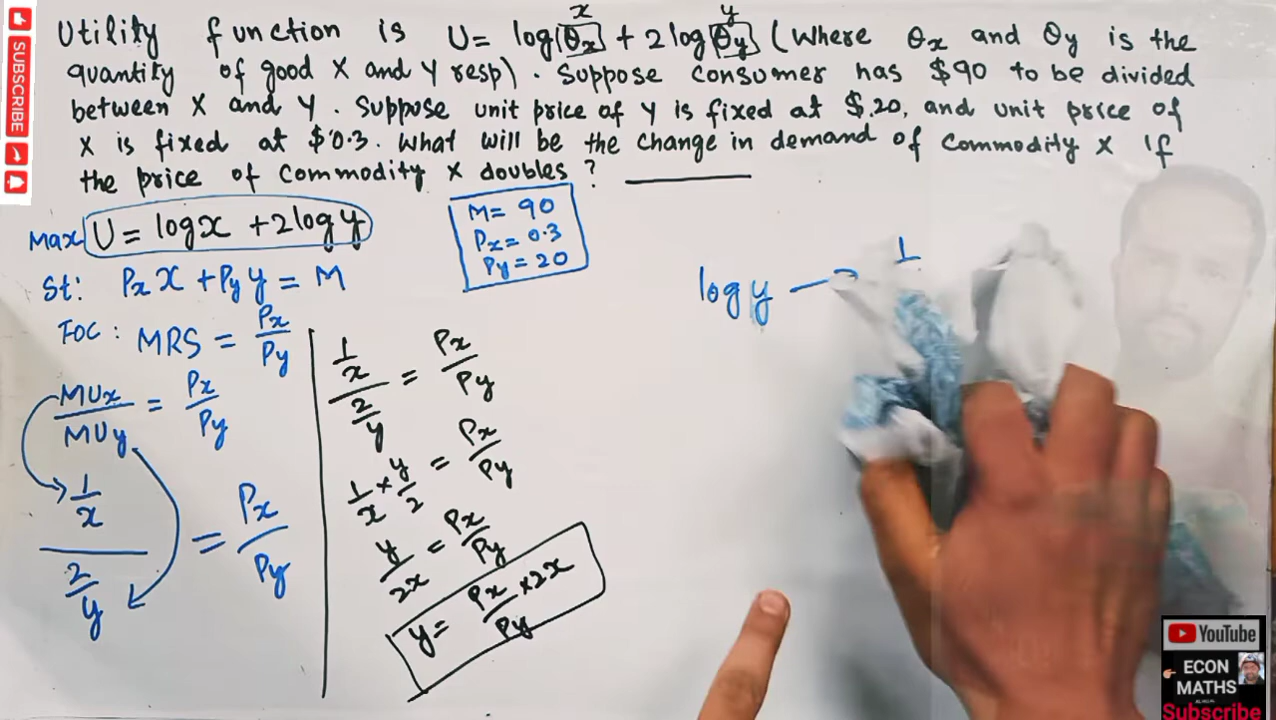 SUBSCRIBE
x y
Utility function is U = log(θx) + 2 log(θy) (Where θx and θy is the
quantity of good X and Y resp). Suppose consumer has $90 to be divided
between X and Y. Suppose unit price of Y is fixed at $.20, and unit price of
X is fixed at $0.3. What will be the change in demand of Commodity X if
the price of commodity X doubles?
Max U = log x + 2 log y
St: Px x + Py y = M
M = 90
Px = 0.3
Py = 20
FOC: MRS = Px/Py
MUx/MUy = Px/Py
1/x / 2/y = Px/Py
1/x / 2/y = Px/Py
1/x × y/2 = Px/Py
y/2x = Px/Py
y = Px/Py × 2x
log y 1
YouTube
ECON
MATHS
Subscribe